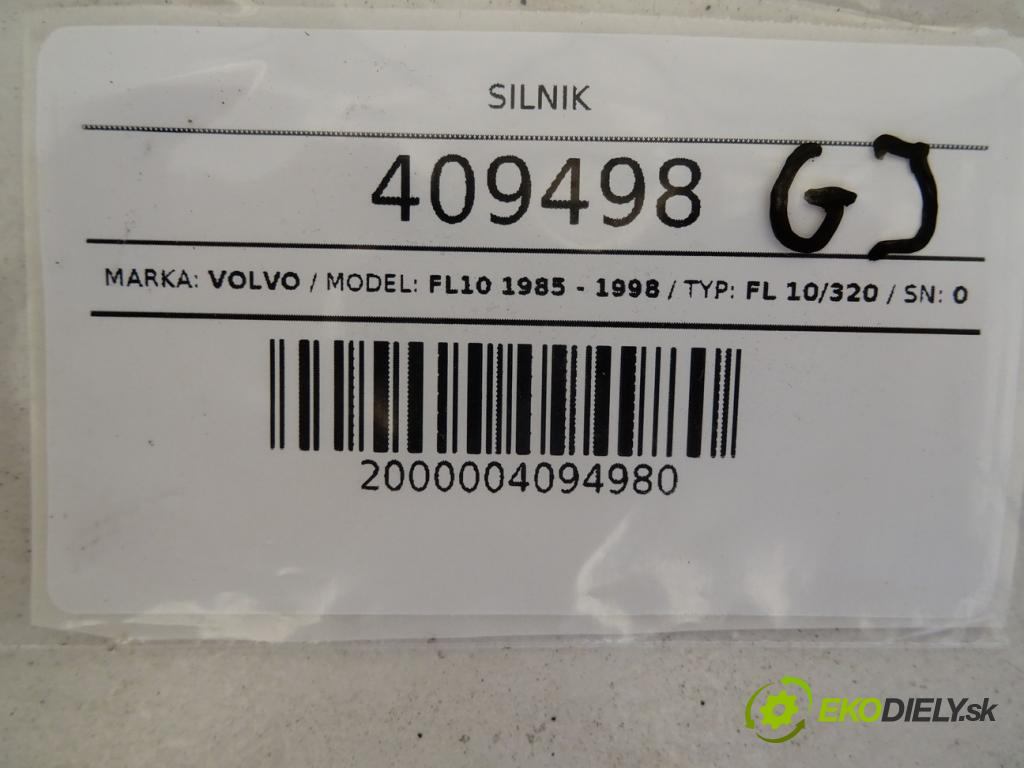 SILNIK
409498 GJ
MARKA: VOLVO / MODEL: FL10 1985 - 1998 / TYP: FL 10/320 / SN: 0
2000004094980
EKODIELY.sk